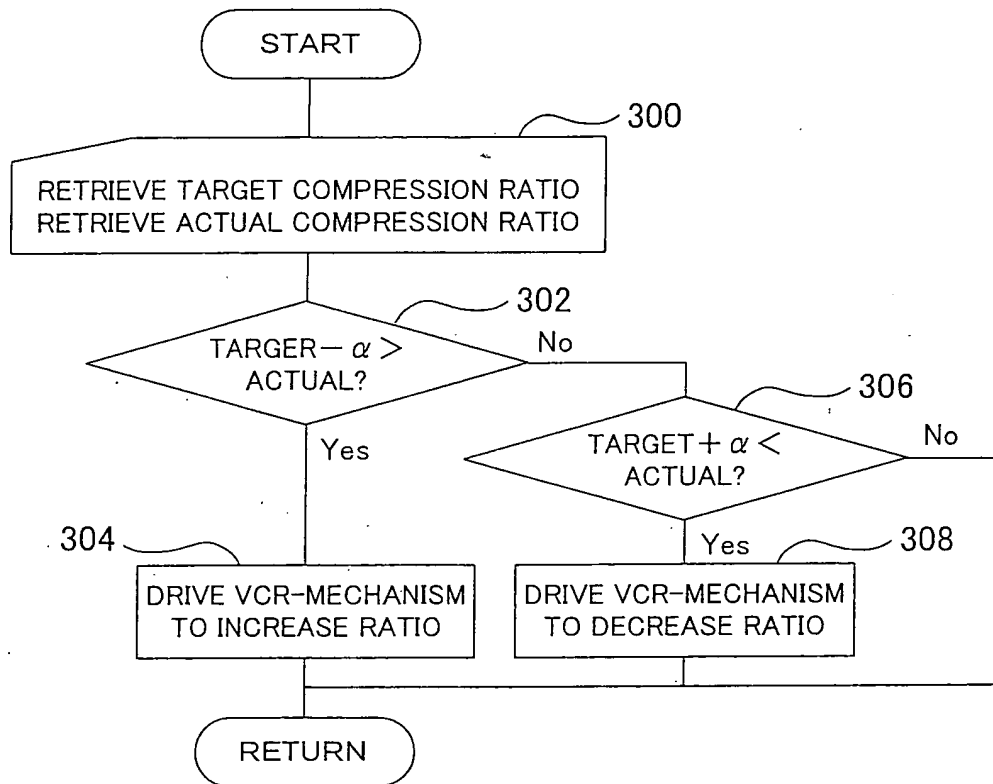 START
300
RETRIEVE TARGET COMPRESSION RATIO
RETRIEVE ACTUAL COMPRESSION RATIO
302
TARGER− α >
ACTUAL?
No
Yes
306
TARGET+ α <
ACTUAL?
No
Yes
304
DRIVE VCR-MECHANISM
TO INCREASE RATIO
308
DRIVE VCR-MECHANISM
TO DECREASE RATIO
RETURN